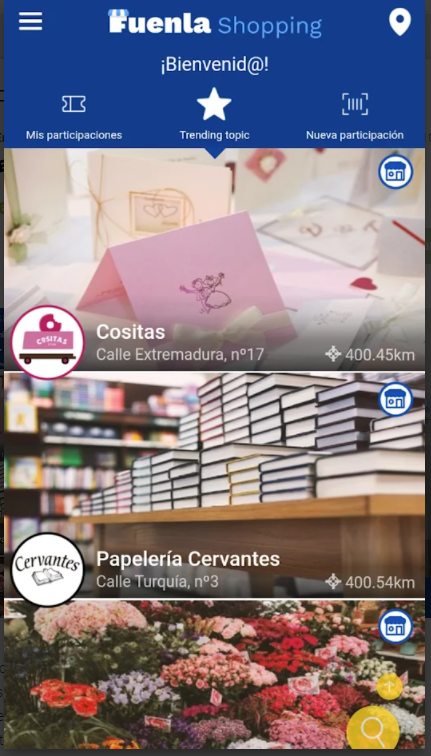 Fuenla Shopping
¡Bienvenid@!
Mis participaciones
Trending topic
Nueva participación
COSITAS
Cositas
Calle Extremadura, nº17
400.45km
Cervantes
Papelería Cervantes
Calle Turquía, nº3
400.54km